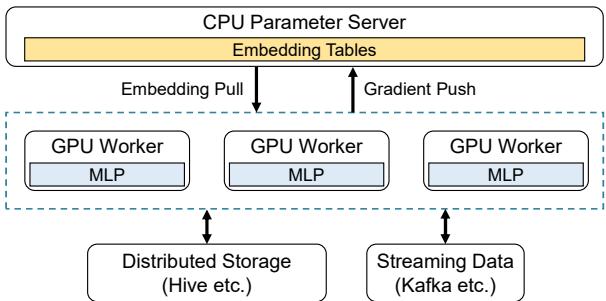 CPU Parameter Server
Embedding Tables
Embedding Pull
Gradient Push
GPU Worker
MLP
GPU Worker
MLP
GPU Worker
MLP
Distributed Storage
(Hive etc.)
Streaming Data
(Kafka etc.)